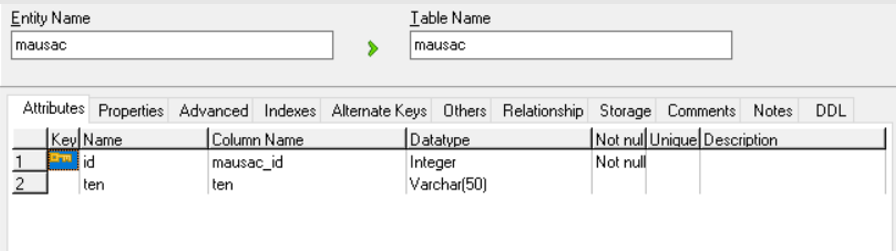 Entity Name Table Name
mausac mausac
Attributes Properties Advanced Indexes Alternate Keys Others Relationship Storage Comments Notes DDL
Key Name Column Name Datatype Not nul Unique Description
1 id mausac_id Integer Not null
2 ten ten Varchar(50)